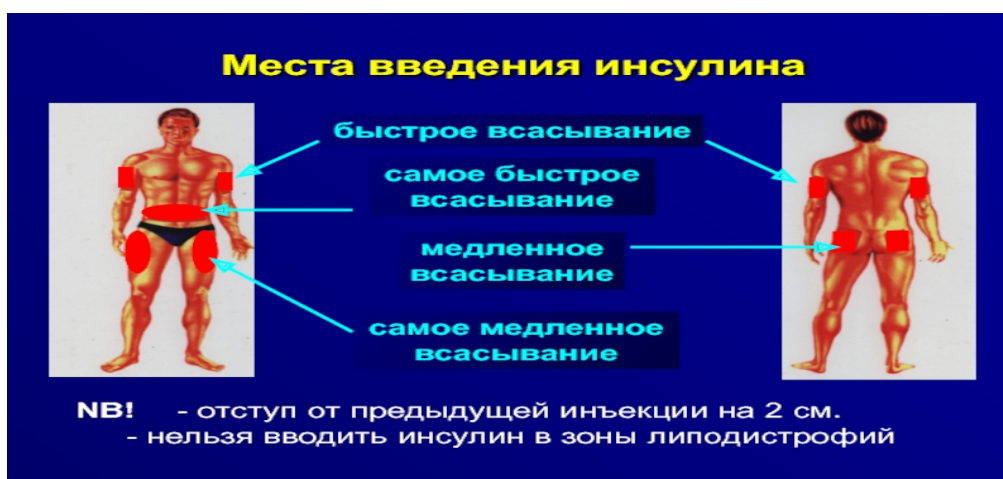 Места введения инсулина
быстрое всасывание
самое быстрое
всасывание
медленное
всасывание
самое медленное
всасывание
NB! - отступ от предыдущей инъекции на 2 см.
- нельзя вводить инсулин в зоны липодистрофий